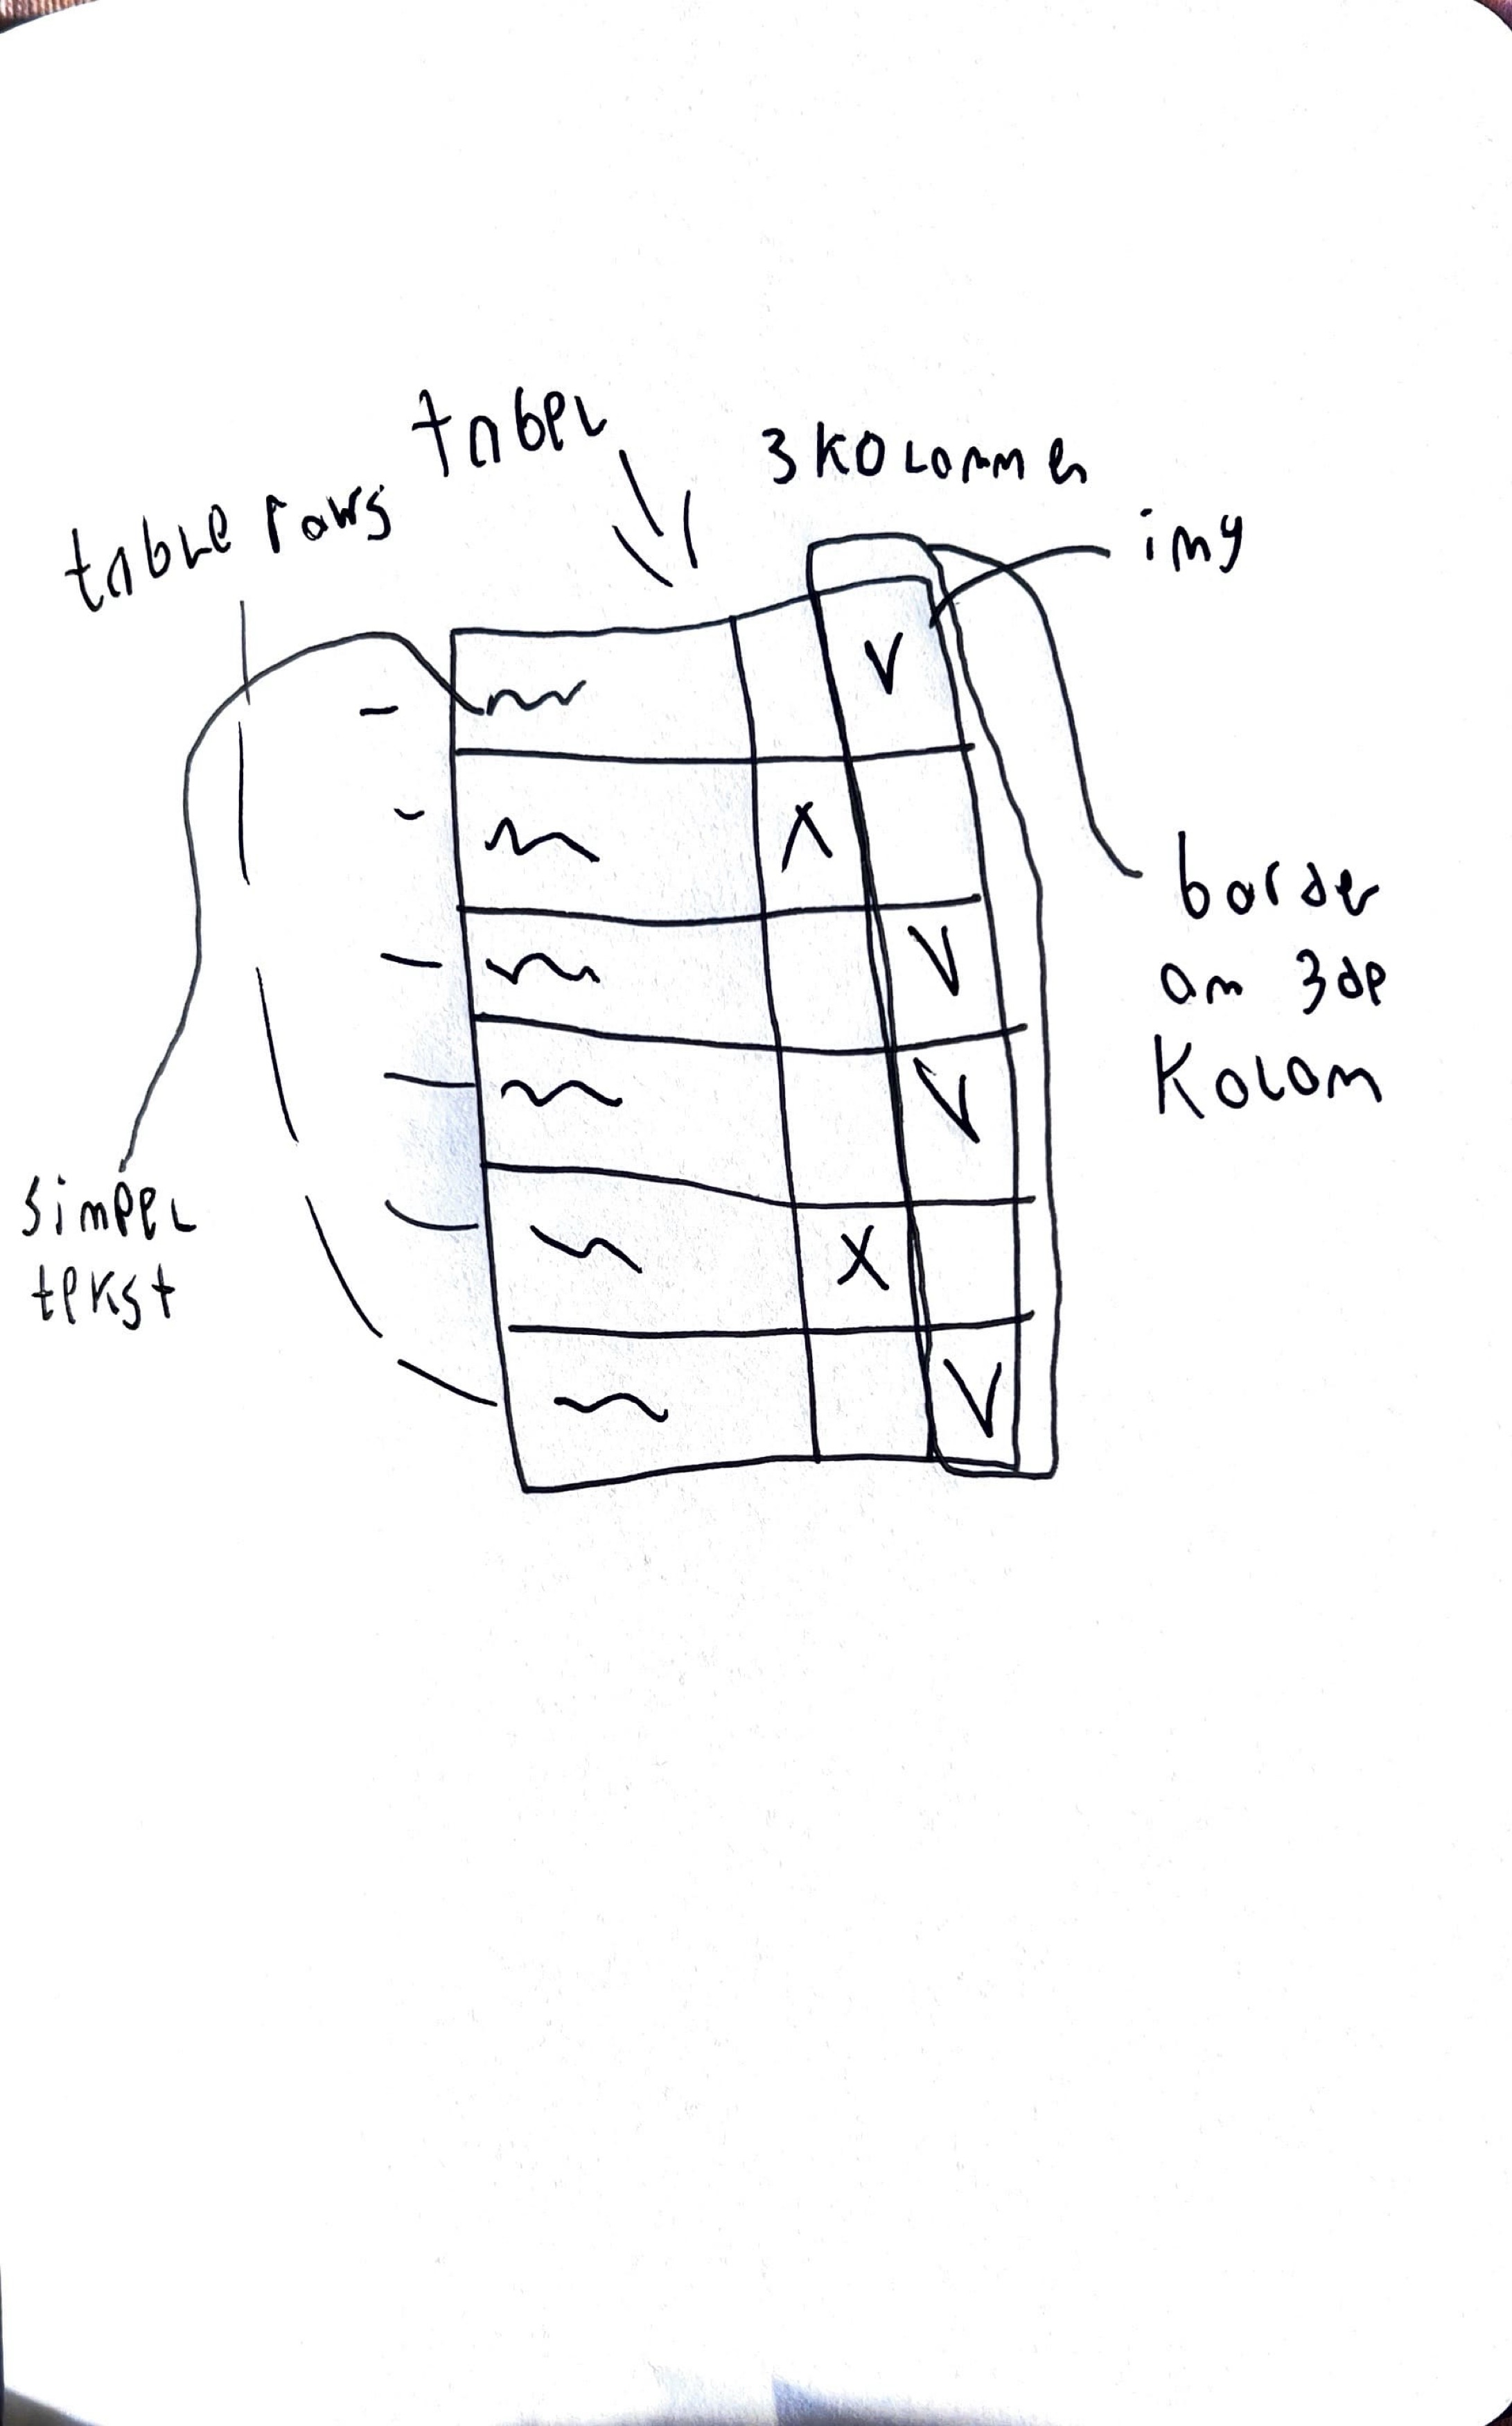 tabel
3 kolommen
table rows
img
V
X
border
om 3de
kolom
V
V
simpel
tekst
X
V